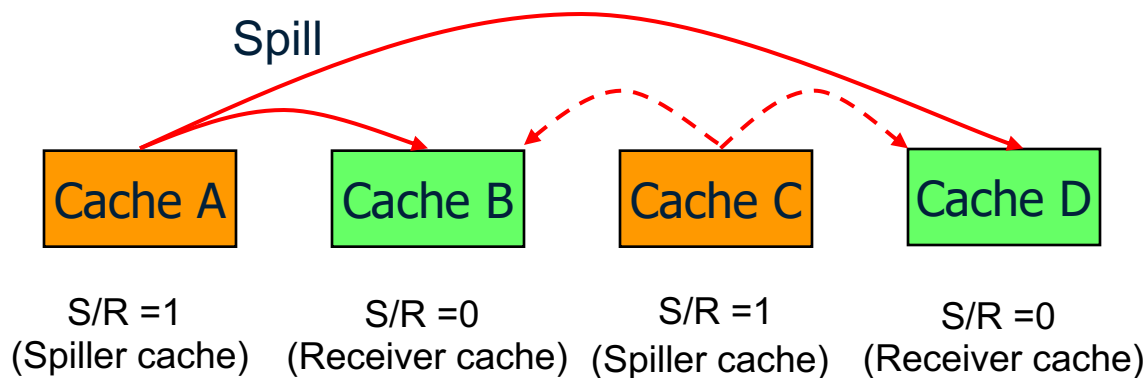 Spill
Cache A
Cache B
Cache C
Cache D
S/R =1
(Spiller cache)
S/R =0
(Receiver cache)
S/R =1
(Spiller cache)
S/R =0
(Receiver cache)